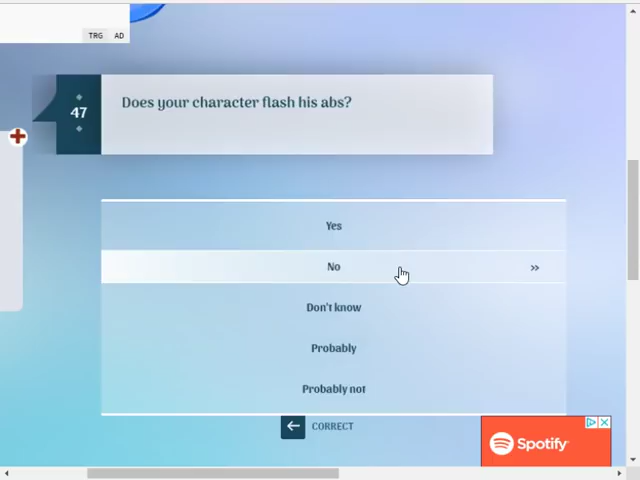 TRG AD
47
Does your character flash his abs?
Yes
No »
Don't know
Probably
Probably not
CORRECT
Spotify